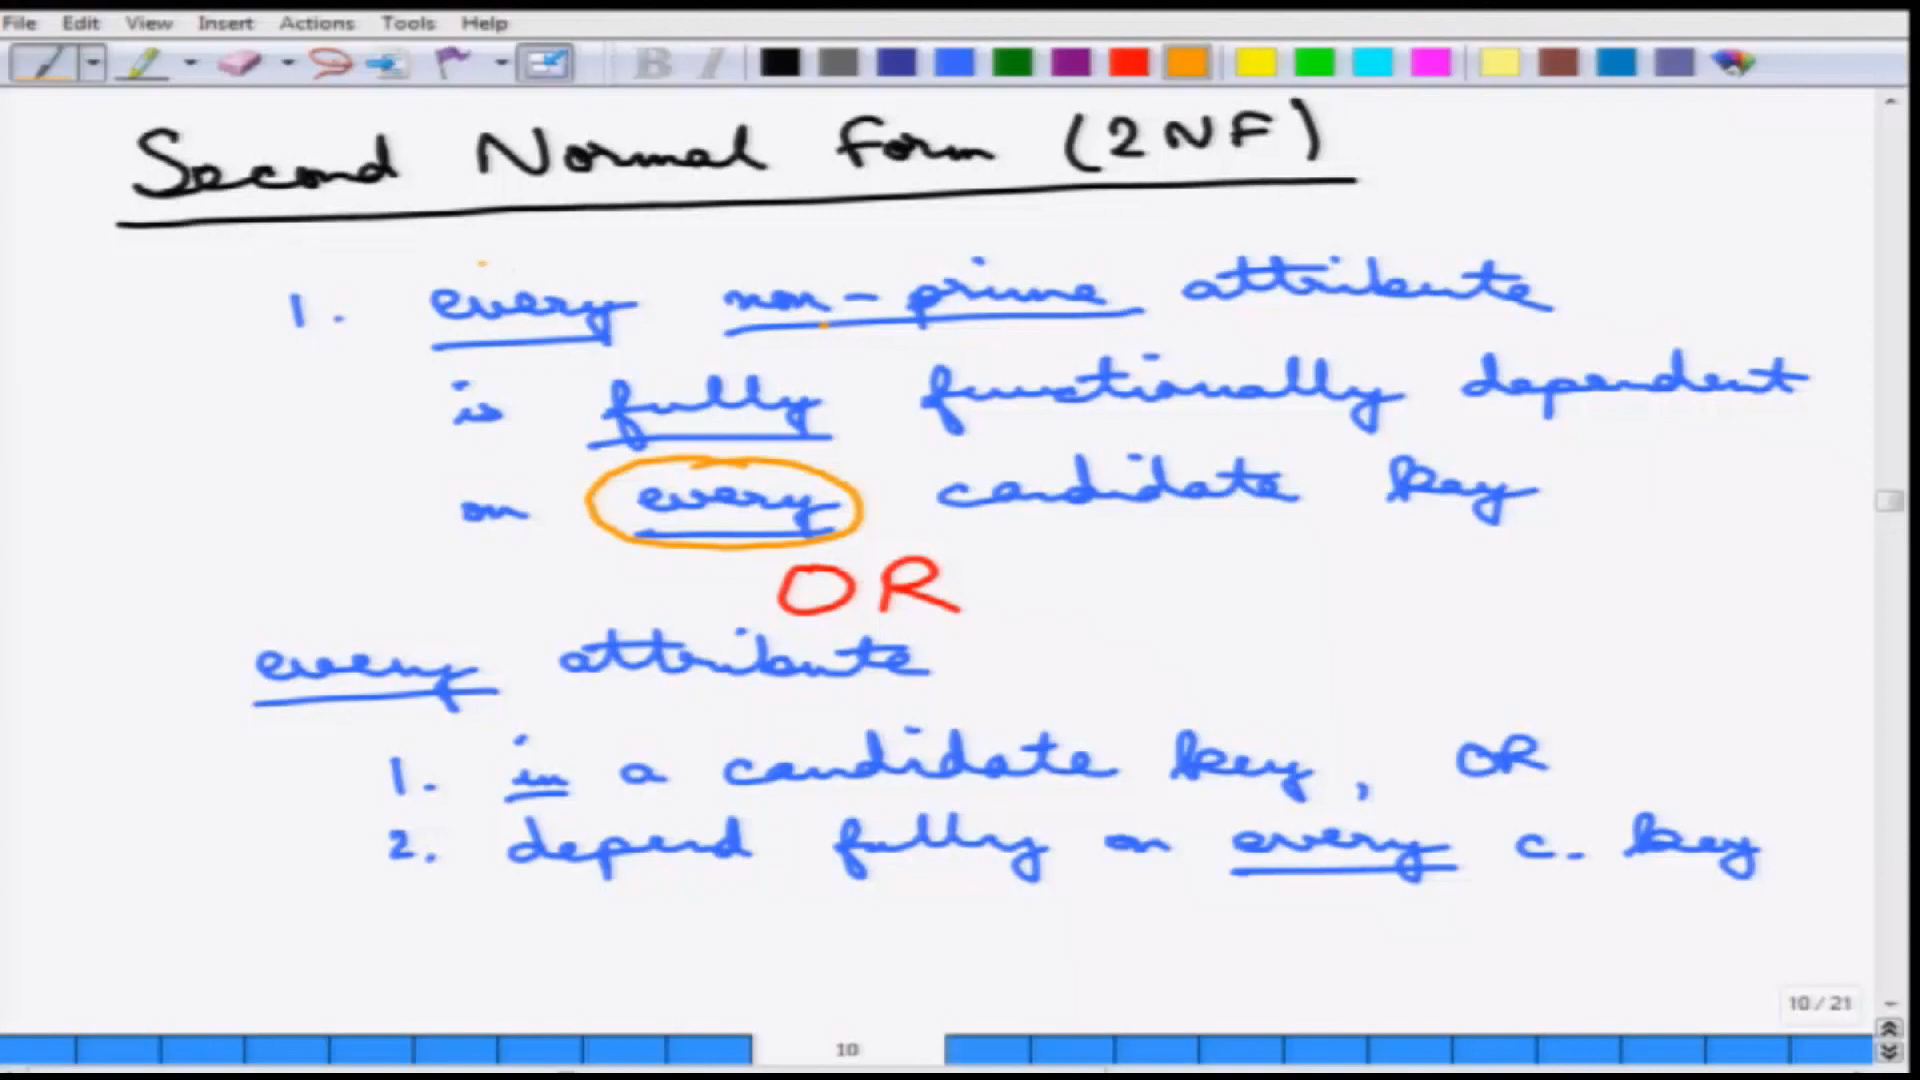 File Edit View Insert Actions Tools Help
B I
Second Normal Form (2NF)
1. every non-prime attribute
is fully functionally dependent
on every candidate key
OR
every attribute
1. in a candidate key, OR
2. depend fully on every c. key
10 / 21
10